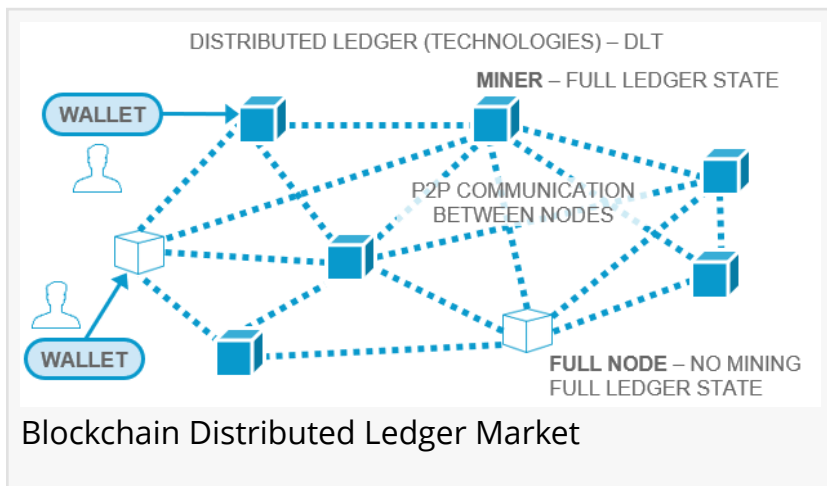 DISTRIBUTED LEDGER (TECHNOLOGIES) – DLT
MINER – FULL LEDGER STATE
WALLET
P2P COMMUNICATION
BETWEEN NODES
WALLET
FULL NODE – NO MINING
FULL LEDGER STATE
Blockchain Distributed Ledger Market